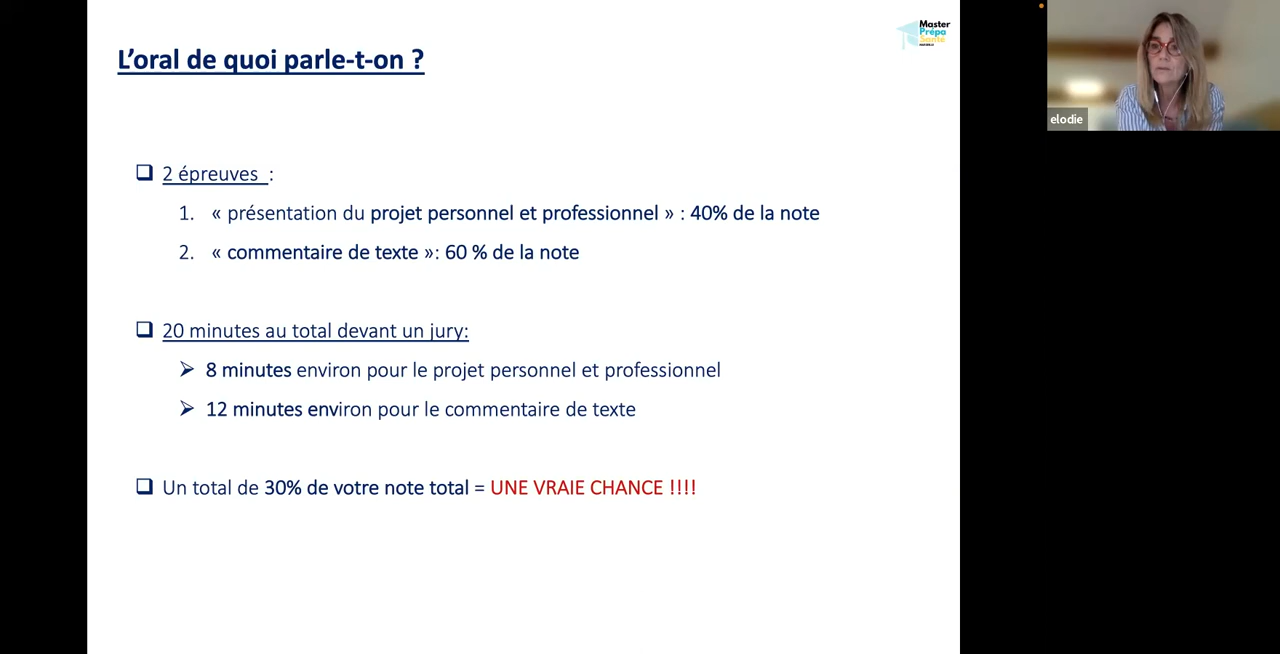 L'oral de quoi parle-t-on ?
Master
Prépa
Santé
elodie
❑ 2 épreuves :
1. « présentation du projet personnel et professionnel » : 40% de la note
2. « commentaire de texte »: 60 % de la note
❑ 20 minutes au total devant un jury:
➢ 8 minutes environ pour le projet personnel et professionnel
➢ 12 minutes environ pour le commentaire de texte
❑ Un total de 30% de votre note total = UNE VRAIE CHANCE !!!!